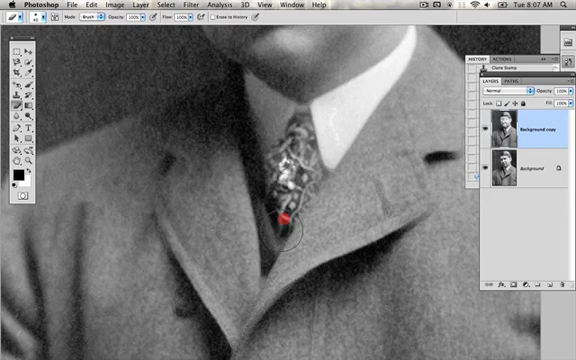 Photoshop File Edit Image Layer Select Filter Analysis 3D View Window Help Tue 8:07 AM
Mode: Brush Opacity: 100% Flow: 100% Erase to History
HISTORY ACTIONS
Clone Stamp
LAYERS PATHS
Normal Opacity: 100%
Lock: Fill: 100%
Background copy
Background